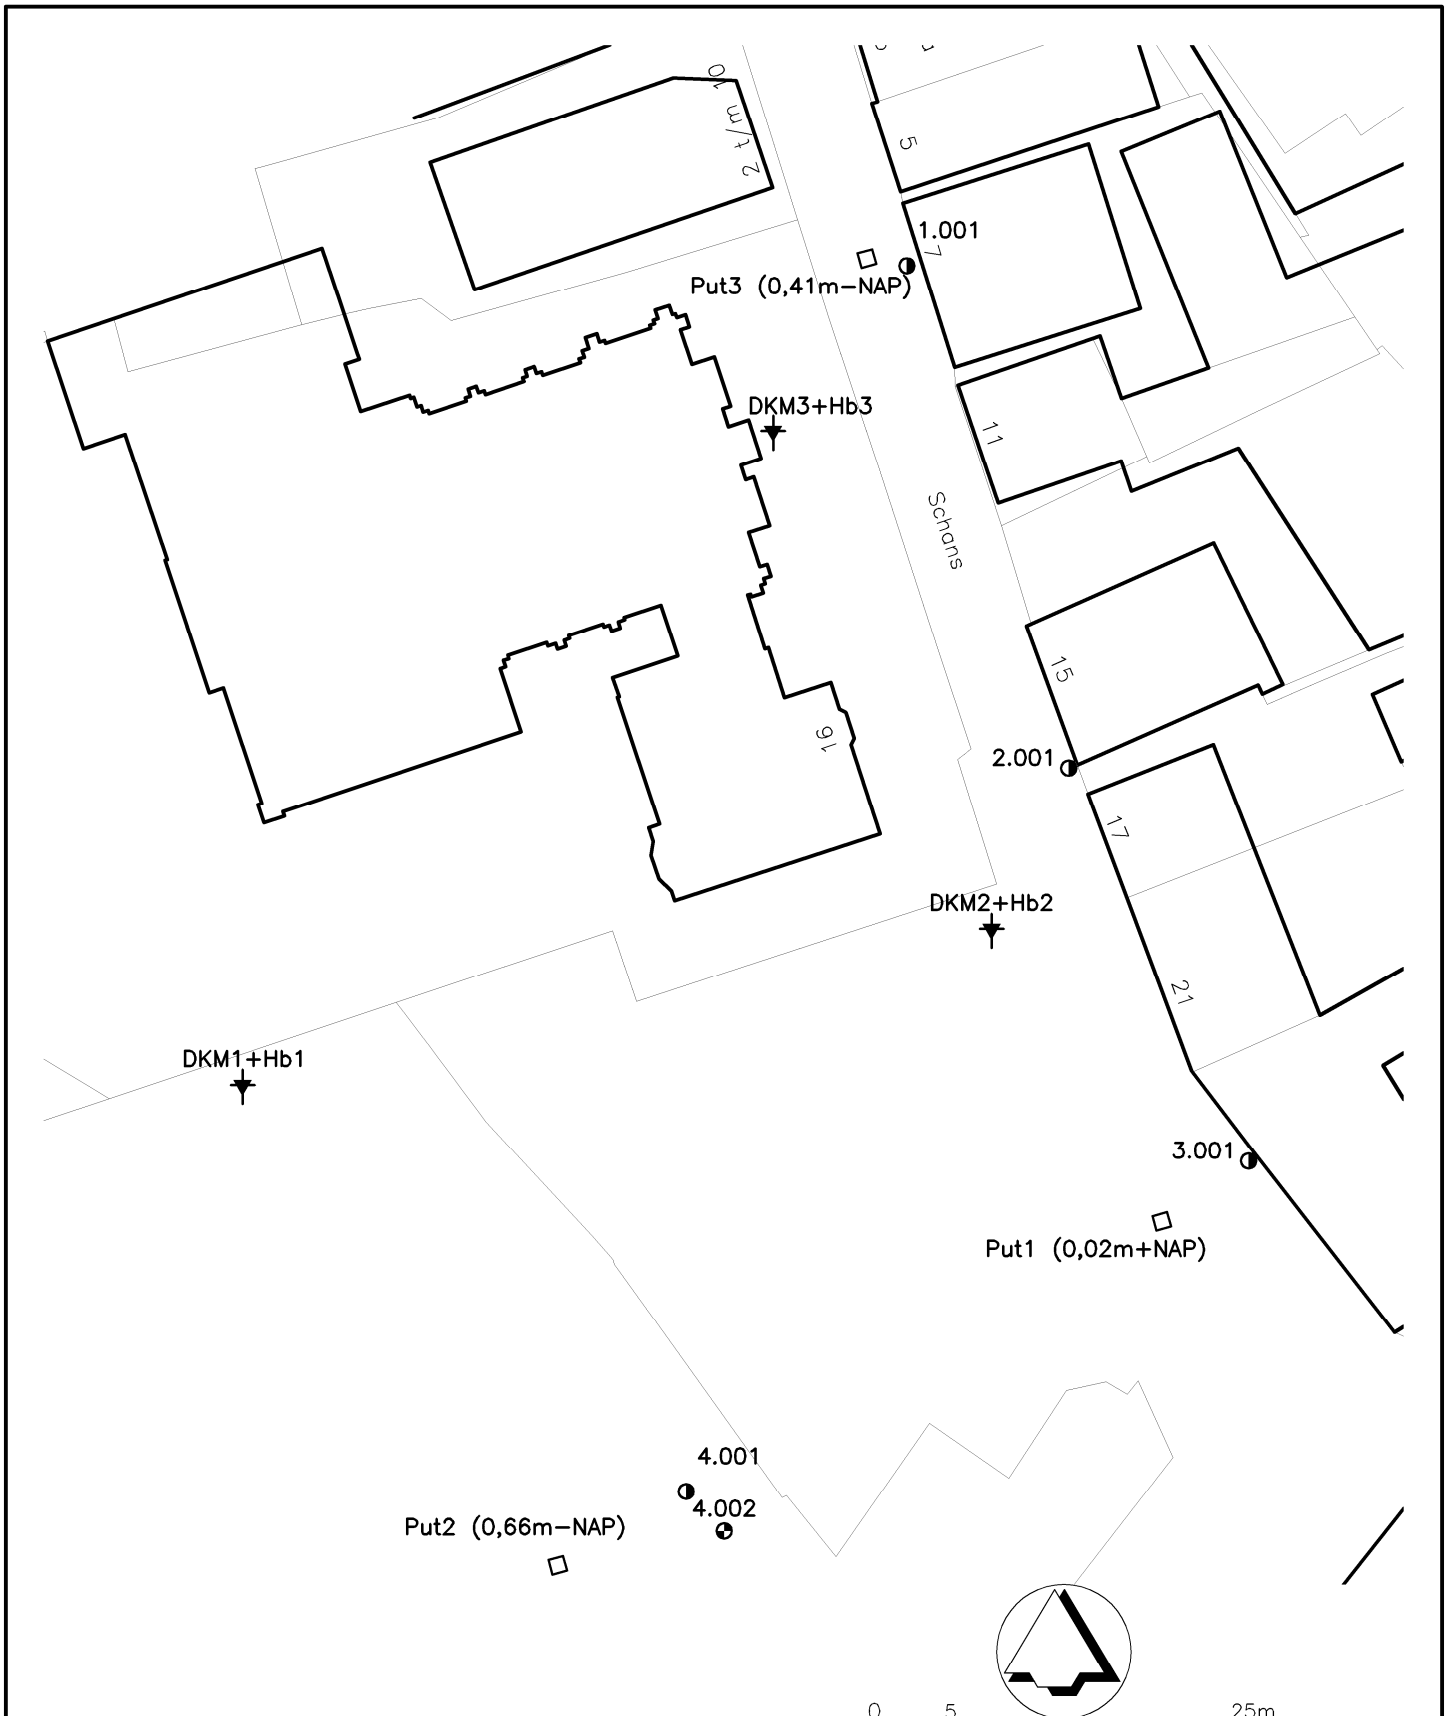 2 t/m 10
5
1.001
7
Put3 (0,41m-NAP)
DKM3+Hb3
11
Schans
15
16
2.001
17
DKM2+Hb2
21
DKM1+Hb1
3.001
Put1 (0,02m+NAP)
4.001
4.002
Put2 (0,66m-NAP)
0 5 25m